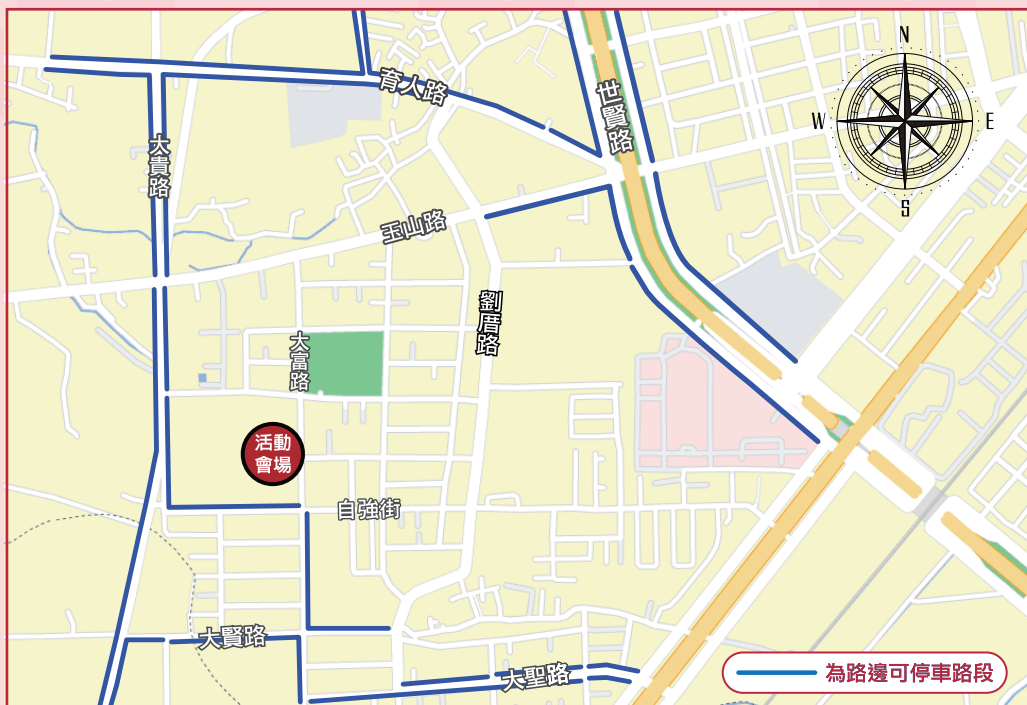 N
W
E
S
育人路
世賢路
大貴路
玉山路
劉厝路
大富路
活動
會場
自強街
大賢路
大聖路
為路邊可停車路段